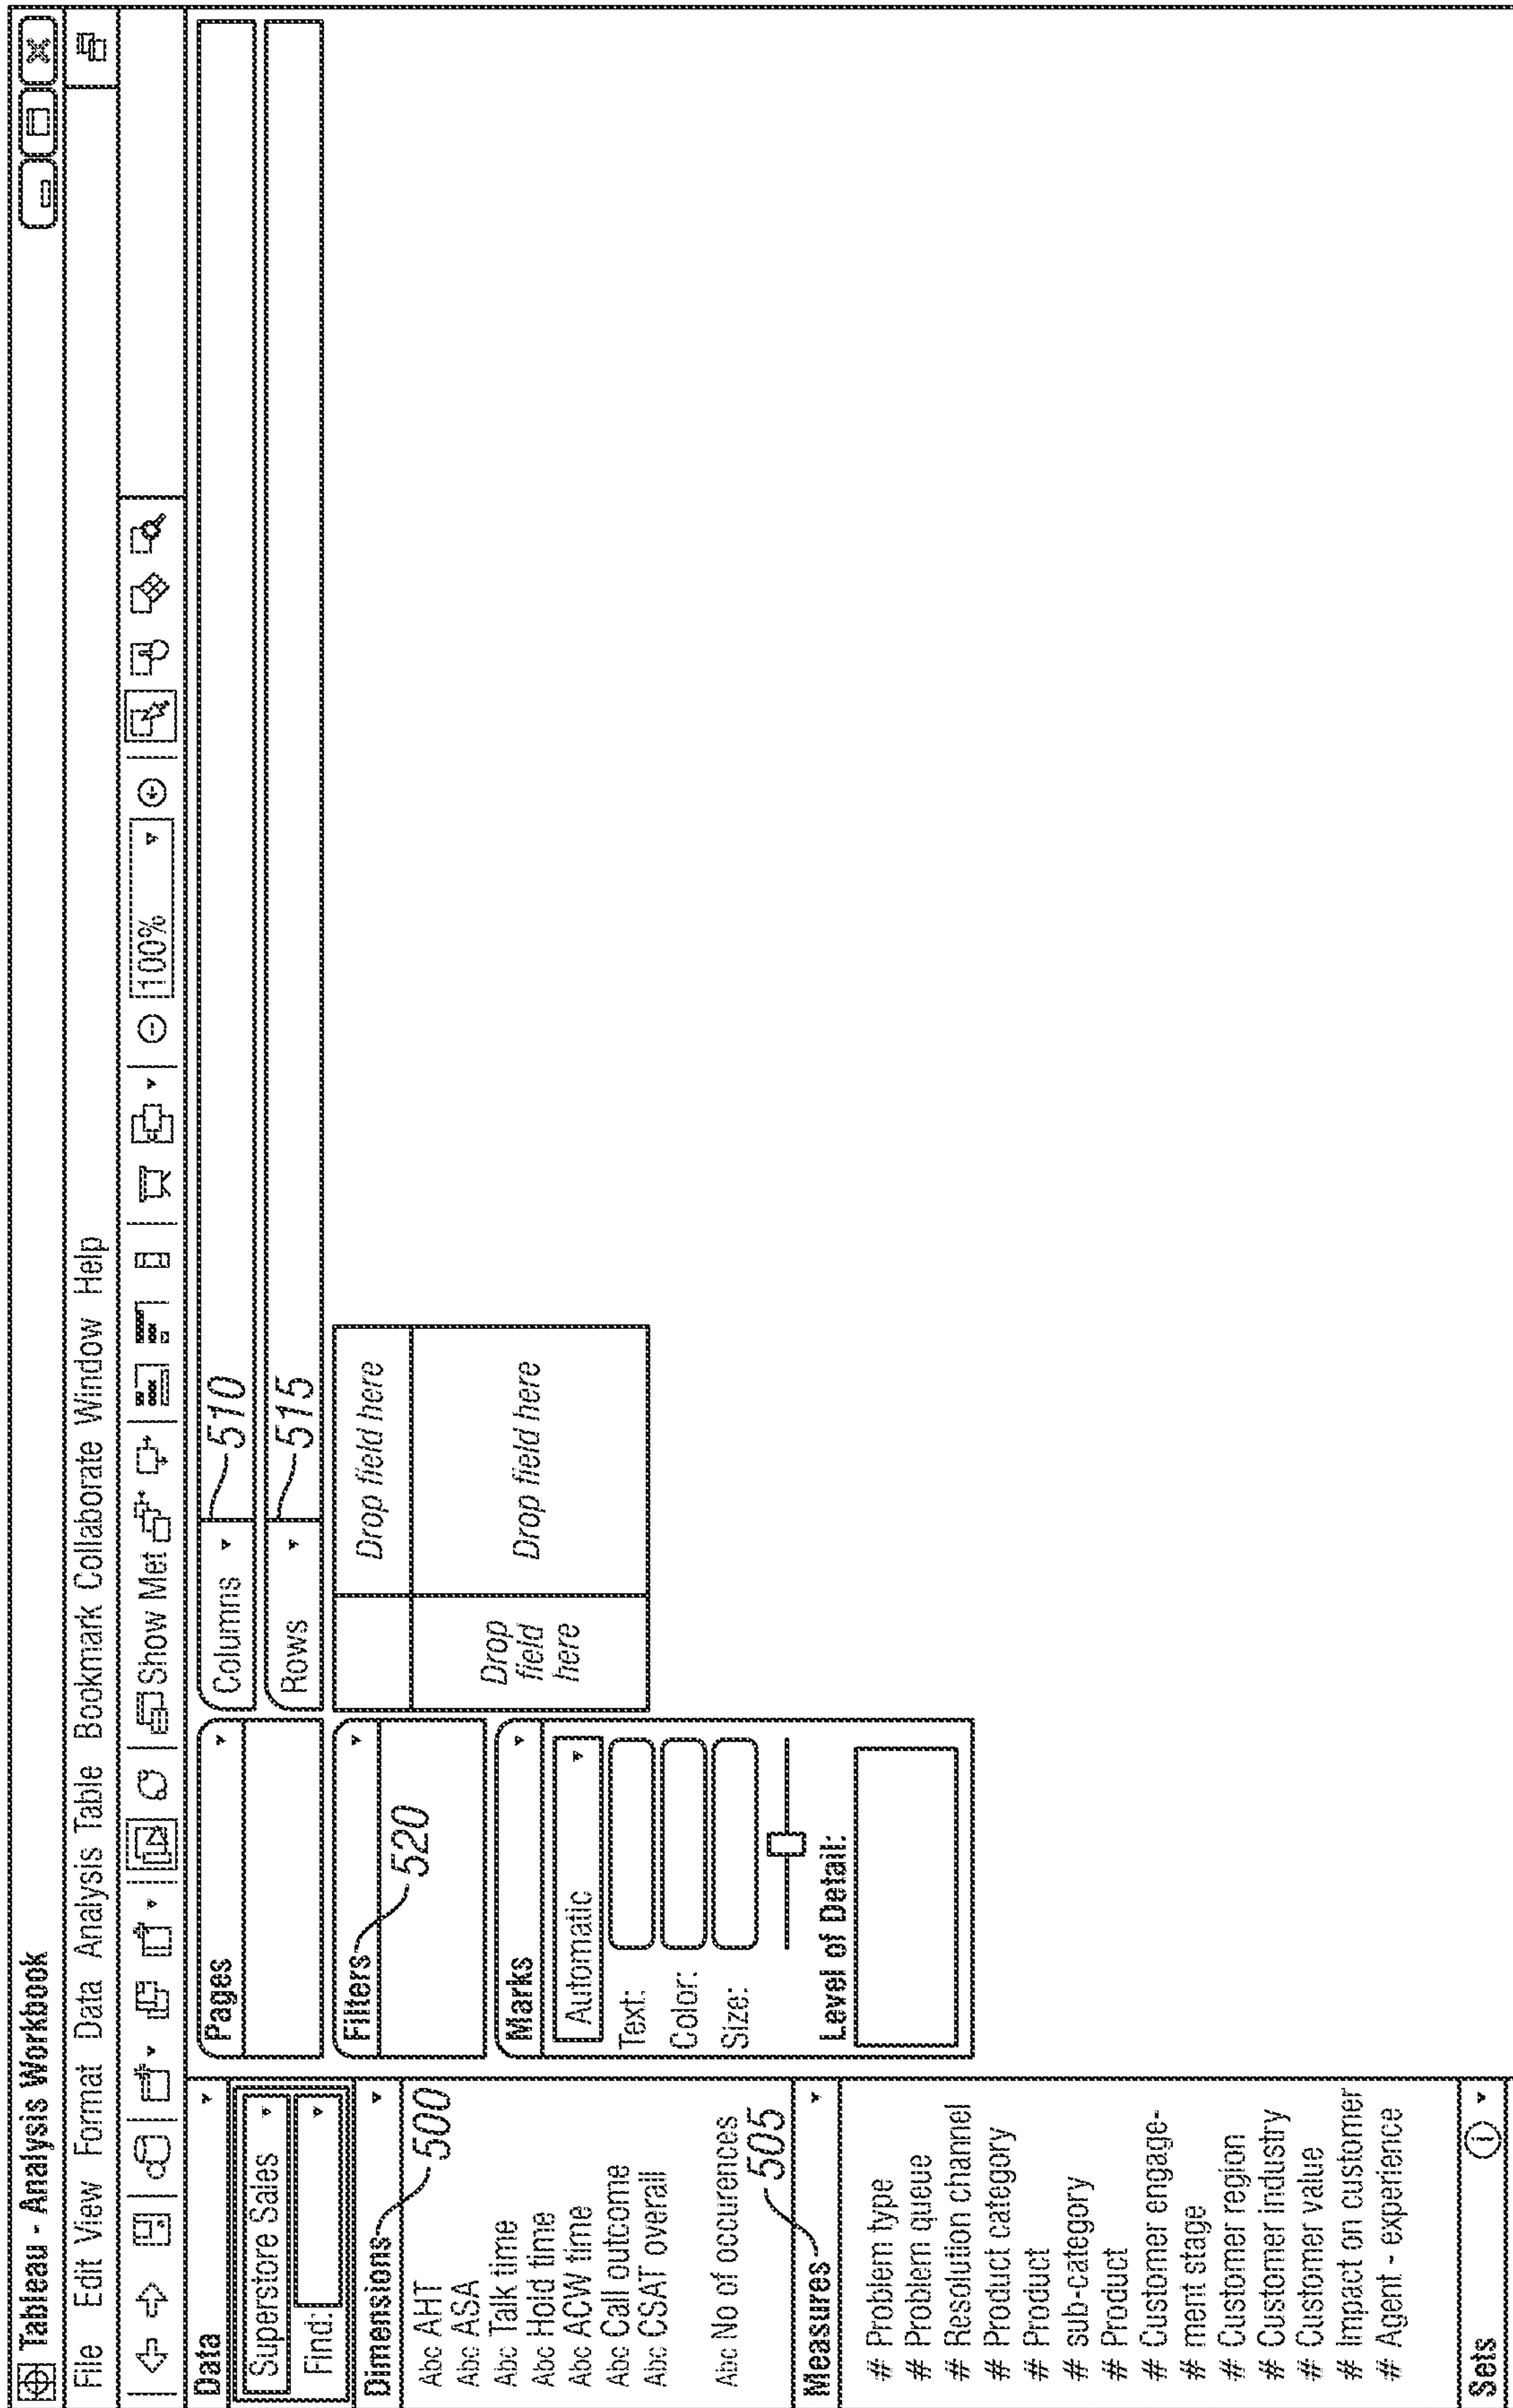 Tableau - Analysis Workbook
File Edit View Format Data Analysis Table Bookmark Collaborate Window Help
Show Met
100%
Data
Superstore Sales
Find:
Dimensions
500
Abc AHT
Abc ASA
Abc Talk time
Abc Hold time
Abc ACW time
Abc Call outcome
Abc CSAT overall
Abc No of occurences
505
Measures
# Problem type
# Problem queue
# Resolution channel
# Product category
# Product
# sub-category
# Product
# Customer engage-
# ment stage
# Customer region
# Customer industry
# Customer value
# Impact on customer
# Agent - experience
Sets
Pages
Filters
520
Marks
Automatic
Text:
Color:
Size:
Level of Detail:
Columns
510
Rows
515
Drop field here
Drop
field
here
Drop field here